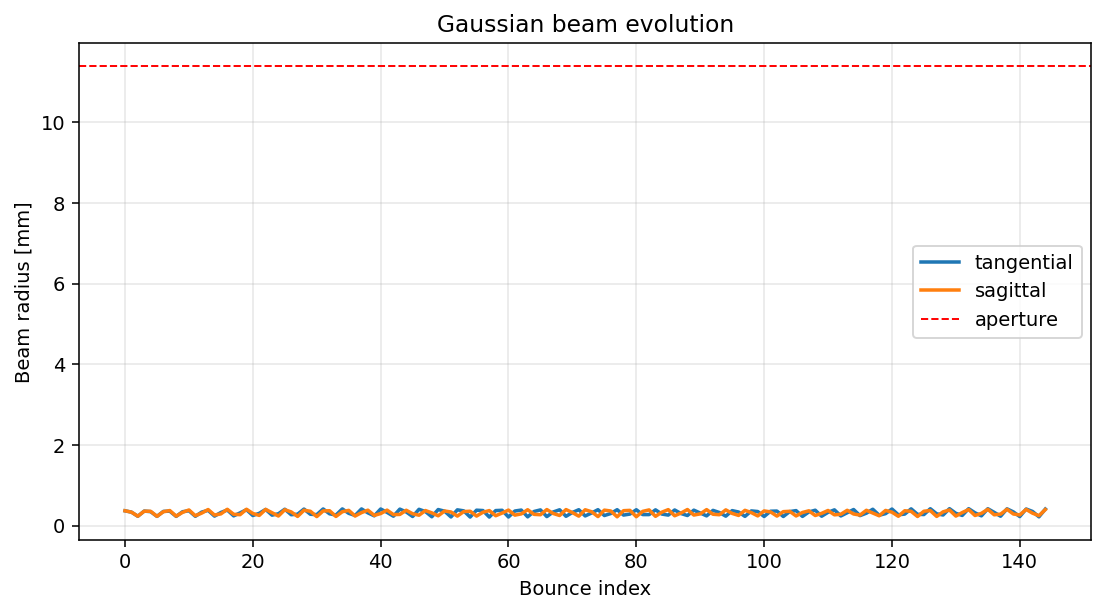 Gaussian beam evolution
Beam radius [mm]
10
8
6
4
2
0
tangential
sagittal
aperture
0 20 40 60 80 100 120 140
Bounce index